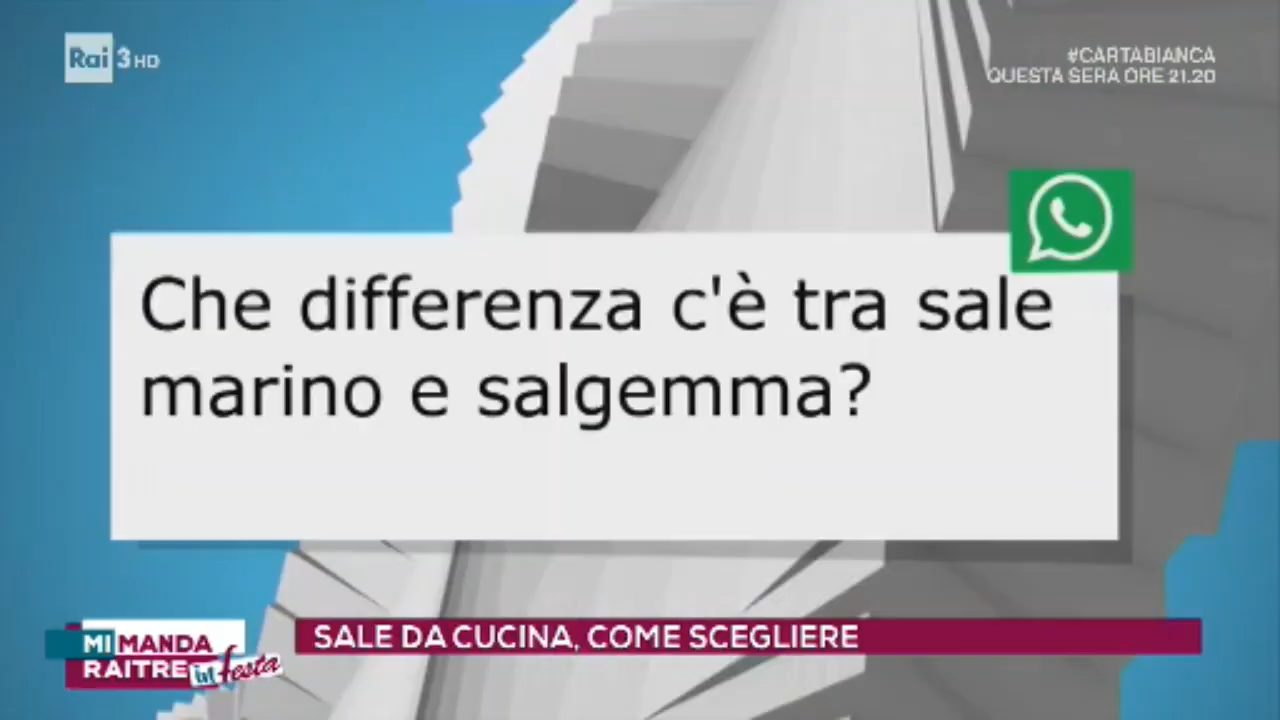 Rai 3 HD
#CARTABIANCA
QUESTA SERA ORE 21.20
Che differenza c'è tra sale
marino e salgemma?
MI MANDA
RAITRE in festa
SALE DA CUCINA, COME SCEGLIERE